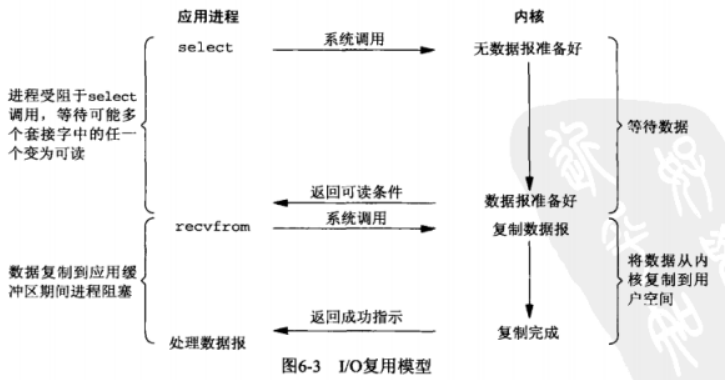 应用进程
内核
select
系统调用
无数据报准备好
进程受阻于select
调用，等待可能多
个套接字中的任一
个变为可读
等待数据
返回可读条件
数据报准备好
recvfrom
系统调用
复制数据报
数据复制到应用缓
冲区期间进程阻塞
将数据从内
核复制到用
户空间
返回成功指示
复制完成
处理数据报
图6-3 I/O复用模型